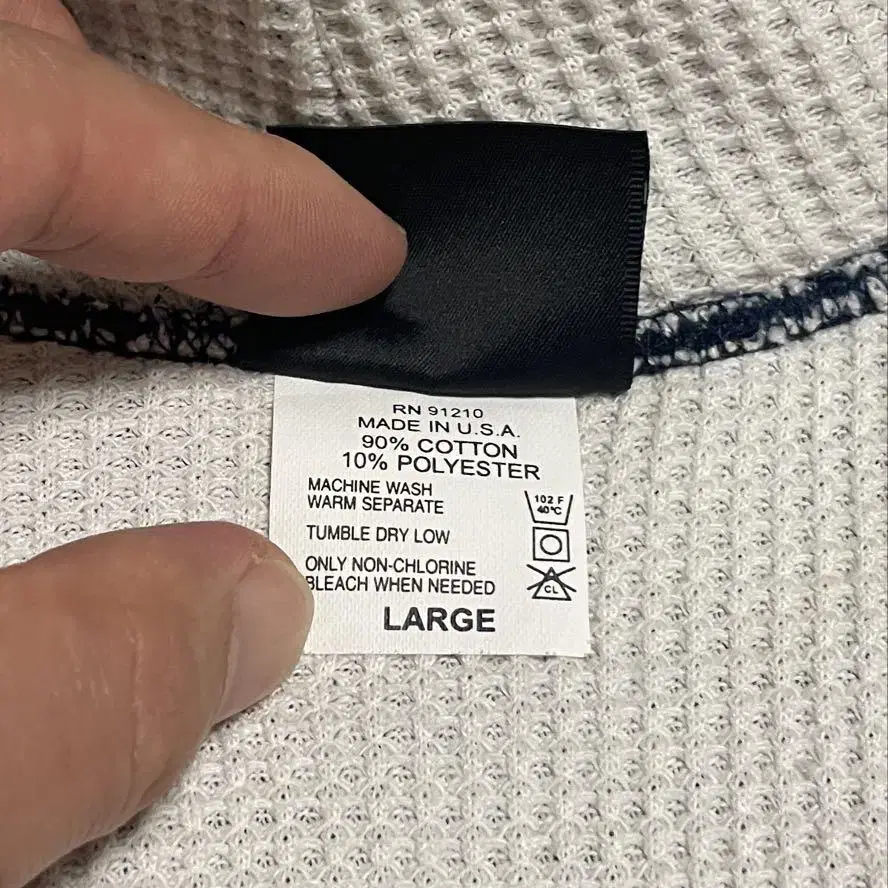 RN 91210
MADE IN U.S.A.
90% COTTON
10% POLYESTER
MACHINE WASH
WARM SEPARATE
102 F
40°C
TUMBLE DRY LOW
ONLY NON-CHLORINE
BLEACH WHEN NEEDED
CL
LARGE